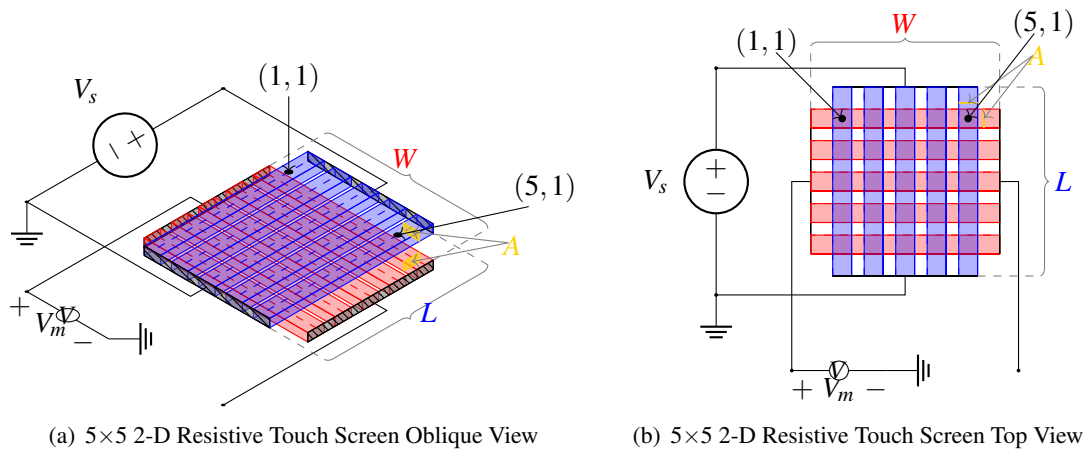 (1,1)
V_s
+
−
W
(5,1)
A
L
+
V_m
−
(a) 5×5 2-D Resistive Touch Screen Oblique View
W
(5,1)
(1,1)
A
V_s
+
−
L
+ V_m −
V
(b) 5×5 2-D Resistive Touch Screen Top View